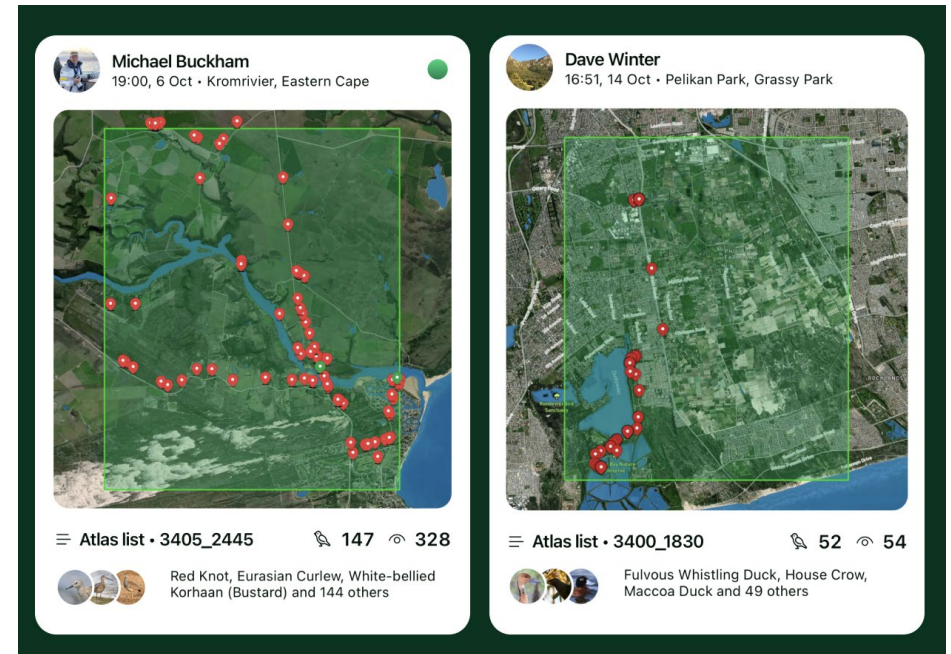 Michael Buckham
19:00, 6 Oct • Kromrivier, Eastern Cape
Atlas list • 3405_2445
147
328
Red Knot, Eurasian Curlew, White-bellied
Korhaan (Bustard) and 144 others
Dave Winter
16:51, 14 Oct • Pelikan Park, Grassy Park
Atlas list • 3400_1830
52
54
Fulvous Whistling Duck, House Crow,
Maccoa Duck and 49 others